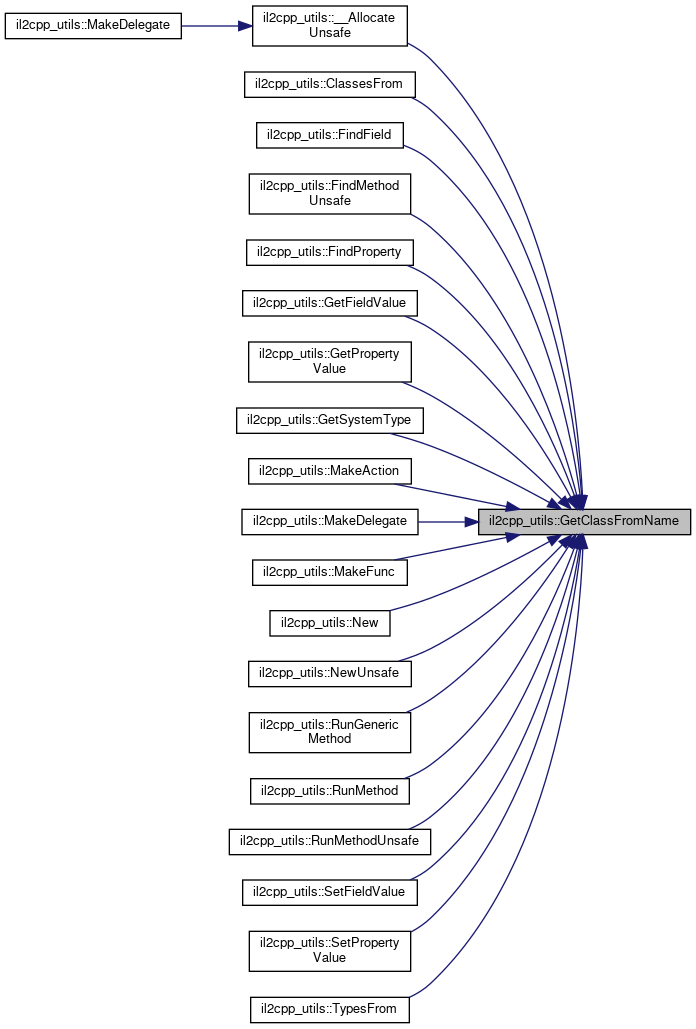 il2cpp_utils::MakeDelegate
il2cpp_utils::__Allocate
Unsafe
il2cpp_utils::ClassesFrom
il2cpp_utils::FindField
il2cpp_utils::FindMethod
Unsafe
il2cpp_utils::FindProperty
il2cpp_utils::GetFieldValue
il2cpp_utils::GetProperty
Value
il2cpp_utils::GetSystemType
il2cpp_utils::MakeAction
il2cpp_utils::MakeDelegate
il2cpp_utils::GetClassFromName
il2cpp_utils::MakeFunc
il2cpp_utils::New
il2cpp_utils::NewUnsafe
il2cpp_utils::RunGeneric
Method
il2cpp_utils::RunMethod
il2cpp_utils::RunMethodUnsafe
il2cpp_utils::SetFieldValue
il2cpp_utils::SetProperty
Value
il2cpp_utils::TypesFrom